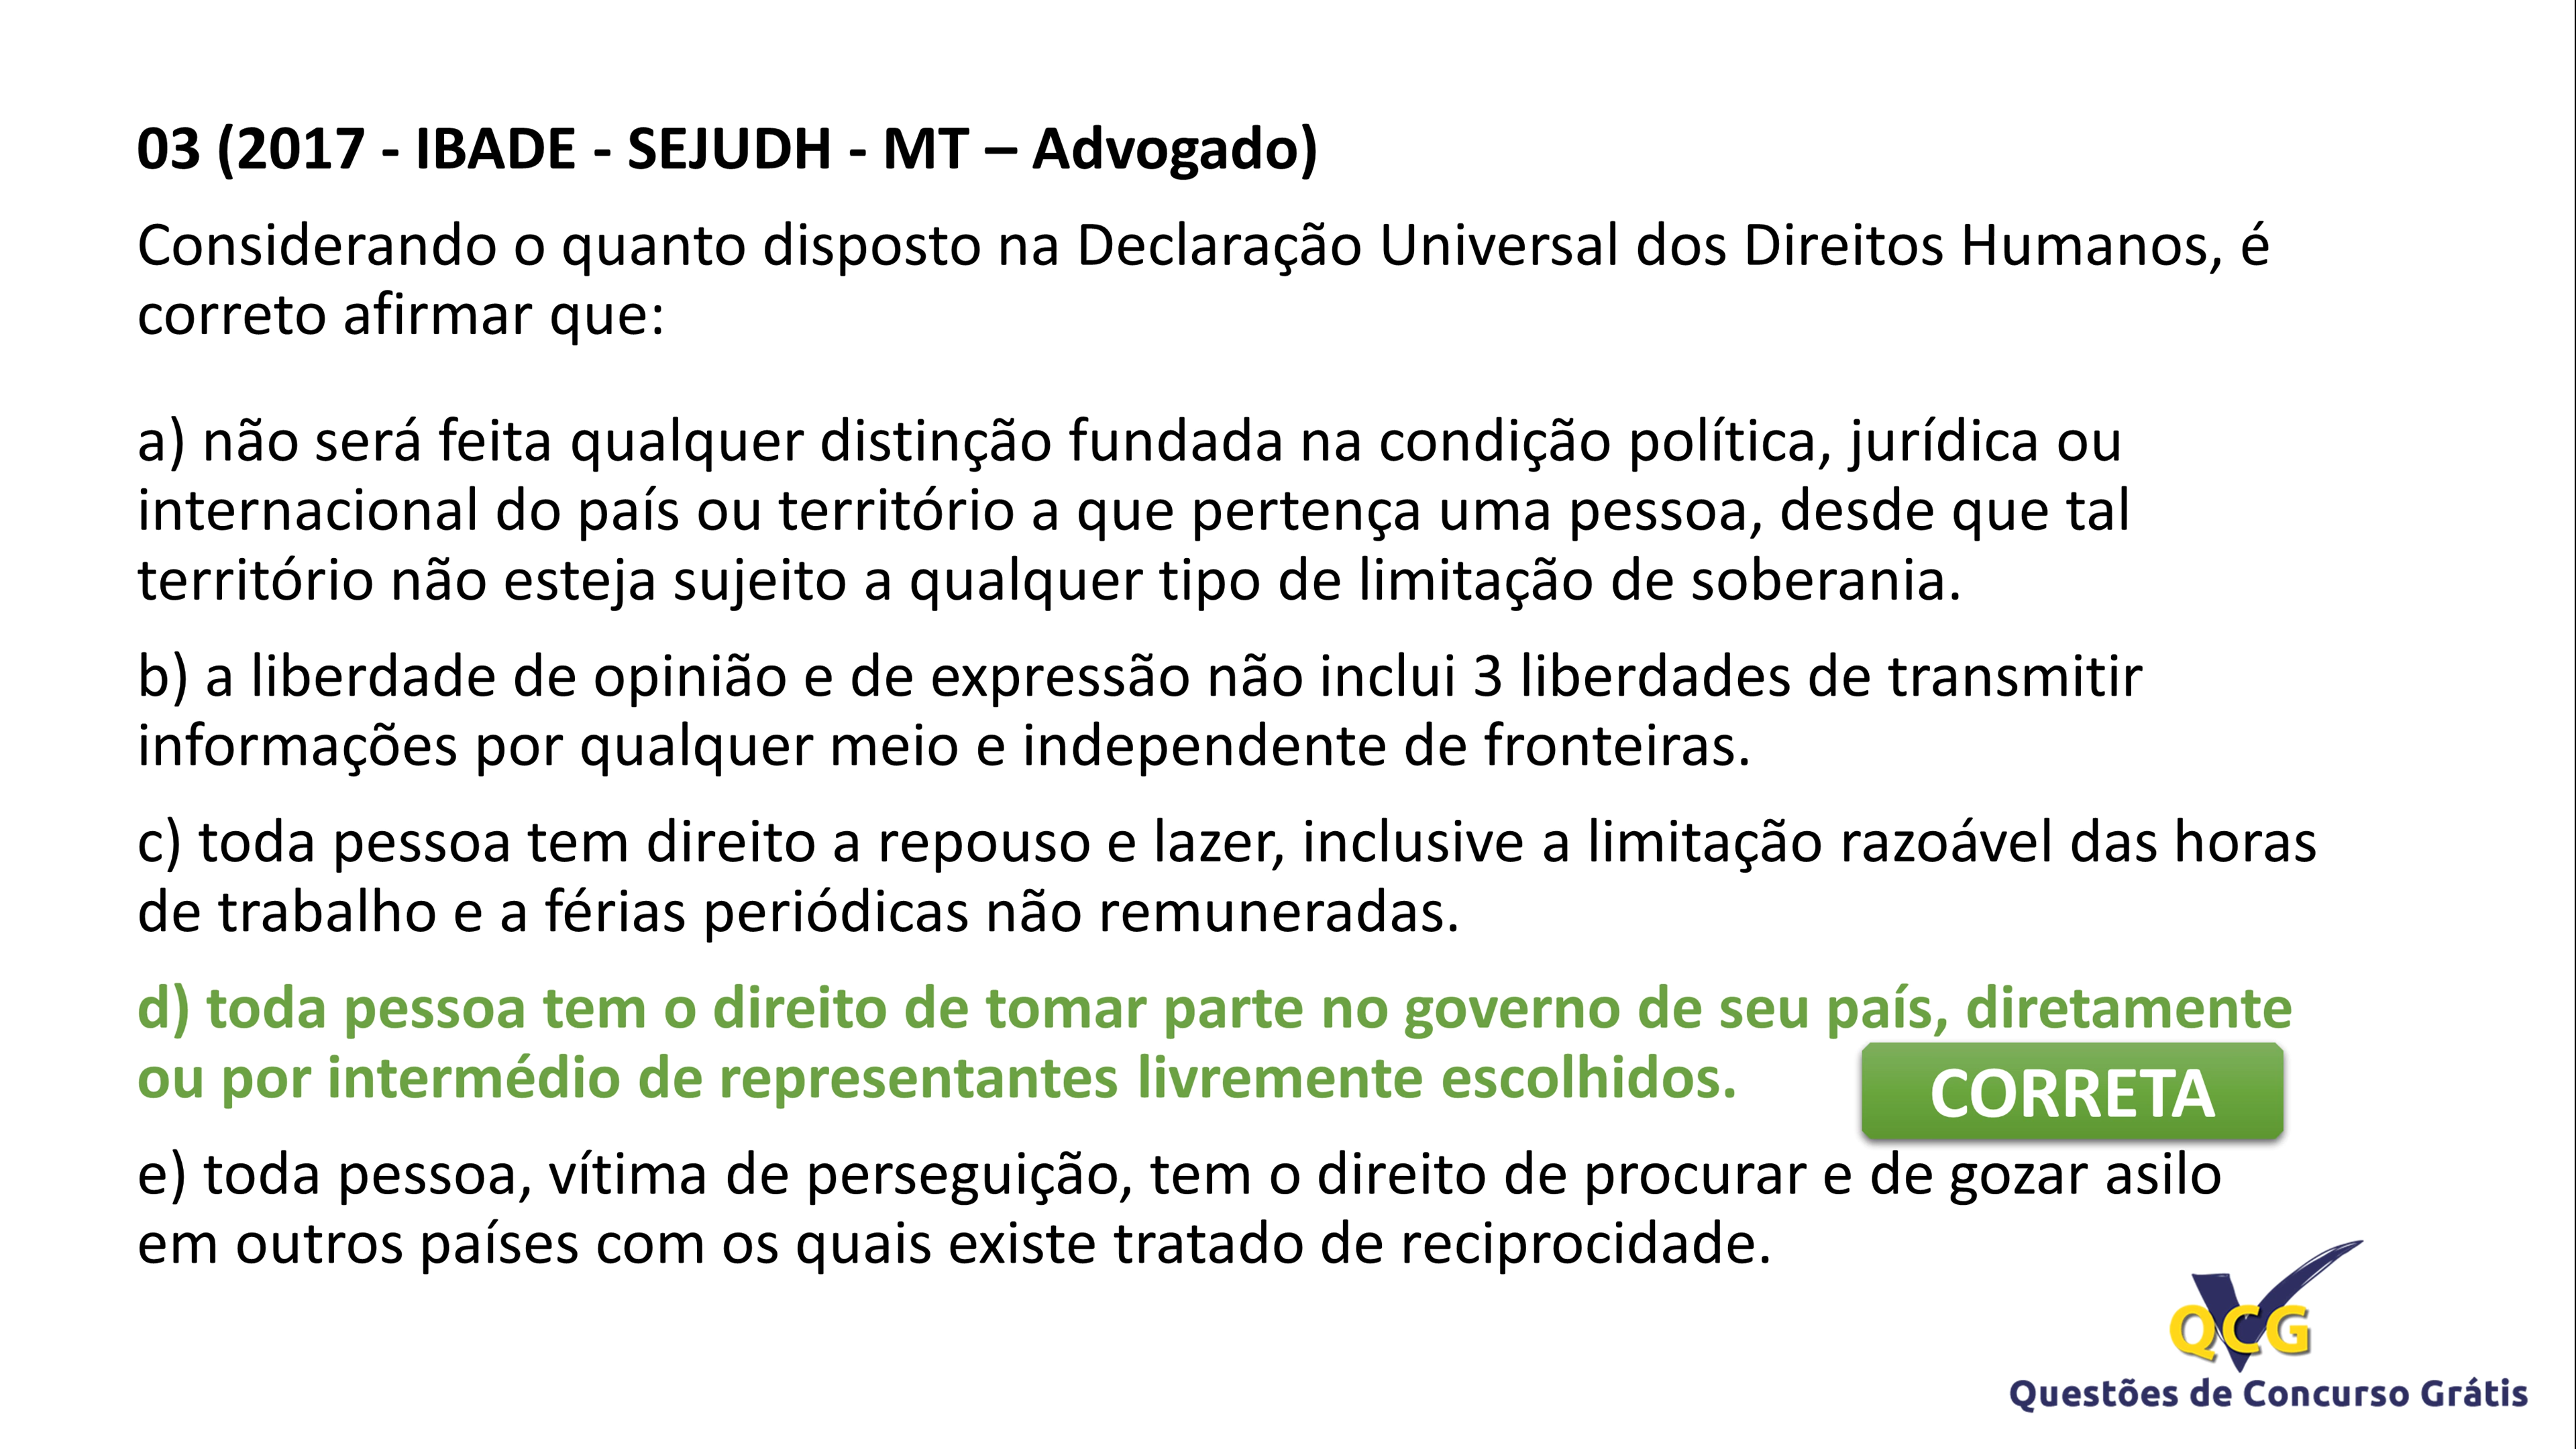 03 (2017 - IBADE - SEJUDH - MT – Advogado)
Considerando o quanto disposto na Declaração Universal dos Direitos Humanos, é
correto afirmar que:
a) não será feita qualquer distinção fundada na condição política, jurídica ou
internacional do país ou território a que pertença uma pessoa, desde que tal
território não esteja sujeito a qualquer tipo de limitação de soberania.
b) a liberdade de opinião e de expressão não inclui 3 liberdades de transmitir
informações por qualquer meio e independente de fronteiras.
c) toda pessoa tem direito a repouso e lazer, inclusive a limitação razoável das horas
de trabalho e a férias periódicas não remuneradas.
d) toda pessoa tem o direito de tomar parte no governo de seu país, diretamente
ou por intermédio de representantes livremente escolhidos.
CORRETA
e) toda pessoa, vítima de perseguição, tem o direito de procurar e de gozar asilo
em outros países com os quais existe tratado de reciprocidade.
QCG
Questões de Concurso Grátis